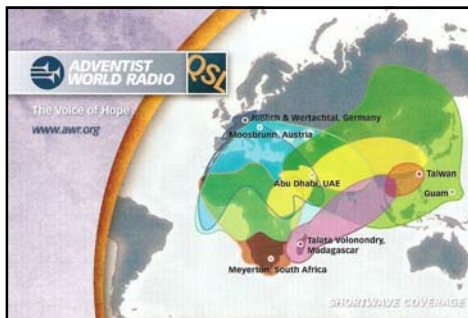 ADVENTIST
WORLD RADIO
QSL
The Voice of Hope
www.awr.org
Jüllich & Wertachtal, Germany
Moosbrunn, Austria
Abu Dhabi, UAE
Taiwan
Guam
Talata Volonondry,
Madagascar
Meyerton, South Africa
SHORTWAVE COVERAGE